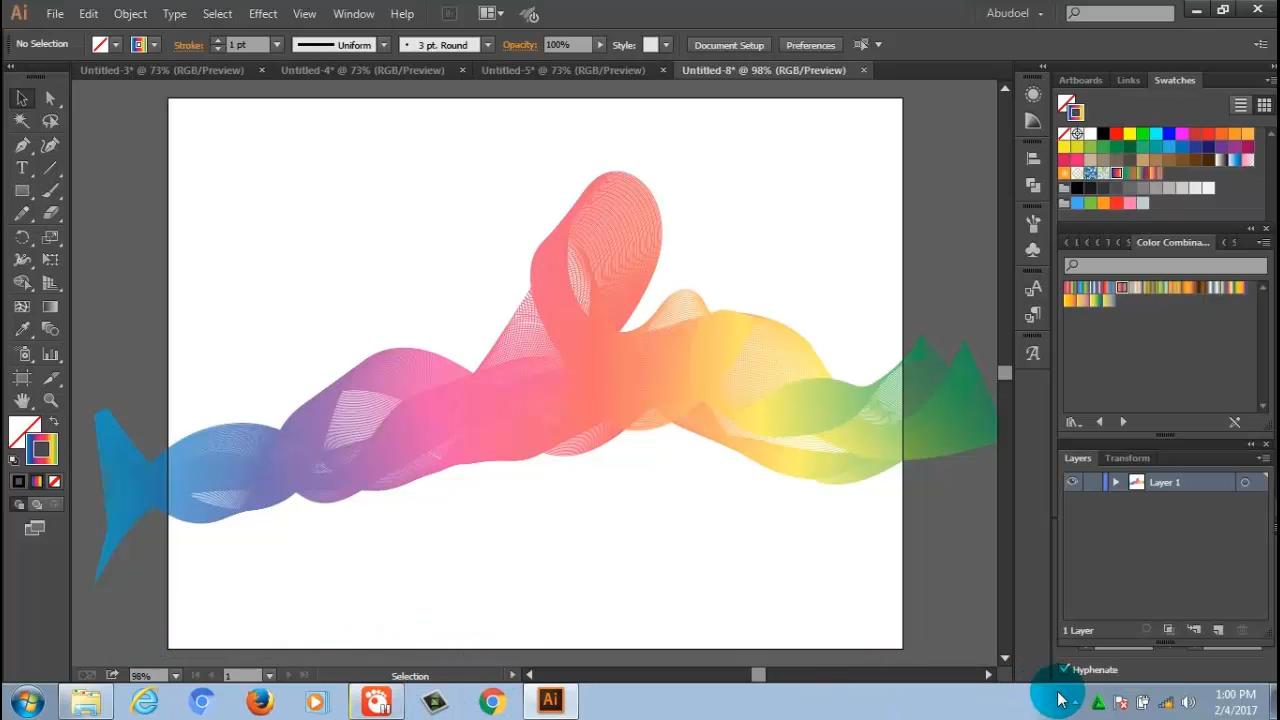 Ai File Edit Object Type Select Effect View Window Help Br Abudoel
No Selection Stroke: 1 pt Uniform 3 pt. Round Opacity: 100% Style: Document Setup Preferences
Untitled-3* @ 73% (RGB/Preview) Untitled-4* @ 73% (RGB/Preview) Untitled-5* @ 73% (RGB/Preview) Untitled-8* @ 98% (RGB/Preview)
Artboards Links Swatches
Color Combina...
Layers Transform
Layer 1
1 Layer
Hyphenate
98% 1 Selection
Ai
1:00 PM
2/4/2017